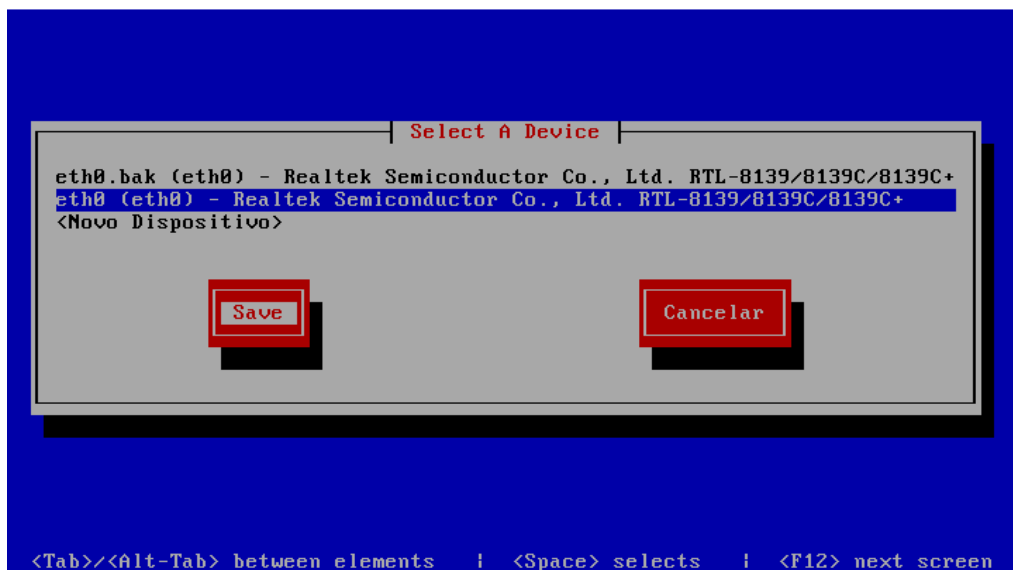 Select A Device
eth0.bak (eth0) - Realtek Semiconductor Co., Ltd. RTL-8139/8139C/8139C+
eth0 (eth0) - Realtek Semiconductor Co., Ltd. RTL-8139/8139C/8139C+
<Novo Dispositivo>
Save Cancelar
<Tab>/<Alt-Tab> between elements | <Space> selects | <F12> next screen